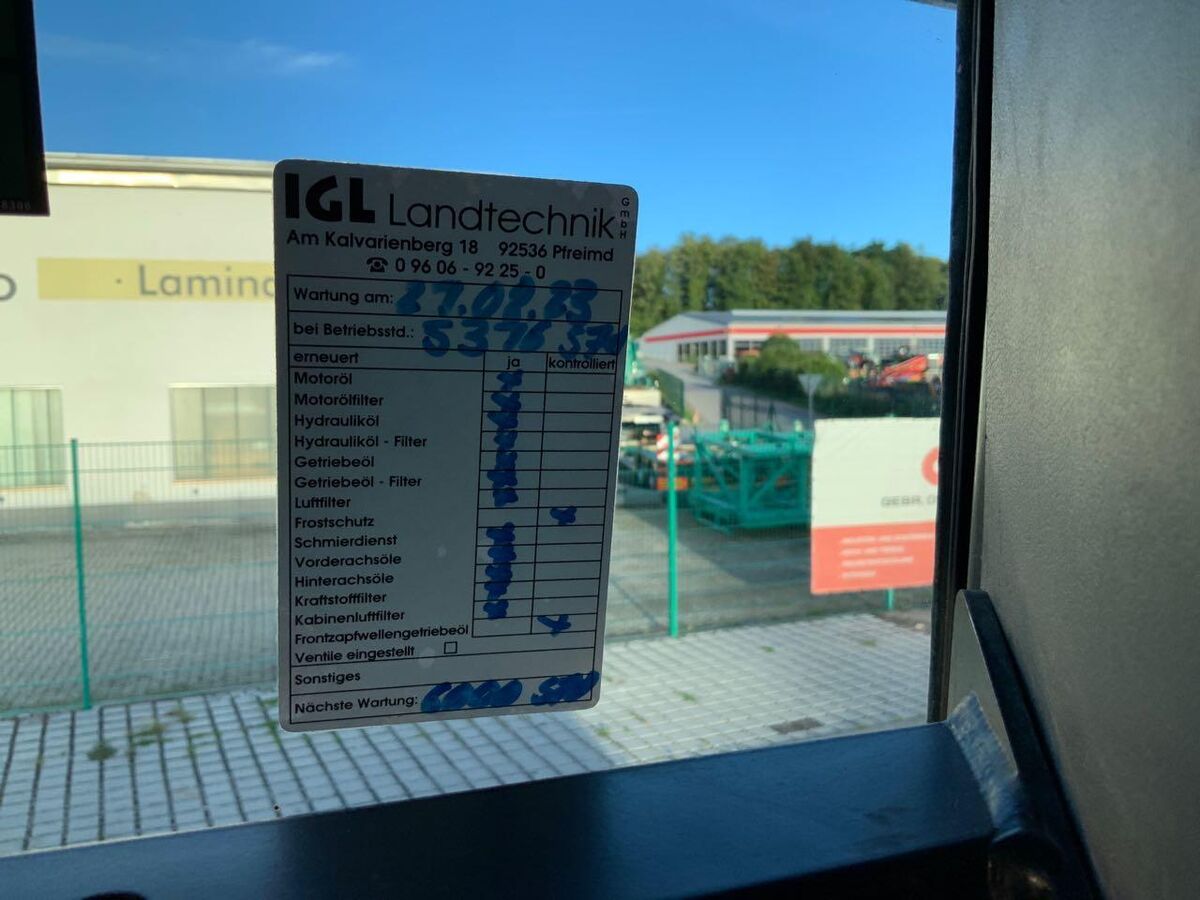 IGL Landtechnik GmbH
Am Kalvarienberg 18 92536 Pfreimd
☎ 0 96 06 - 92 25 - 0
Wartung am: 27.07.23
bei Betriebsstd.: 5376 Std
erneuert ja kontrolliert
Motoröl
Motorölfilter
Hydrauliköl
Hydrauliköl - Filter
Getriebeöl
Getriebeöl - Filter
Luftfilter
Frostschutz
Schmierdienst
Vorderachsöle
Hinterachsöle
Kraftstofffilter
Kabinenluftfilter
Frontzapfwellengetriebeöl
Ventile eingestellt
Sonstiges
Nächste Wartung: 6000 Std
· Lamina
GEBR.